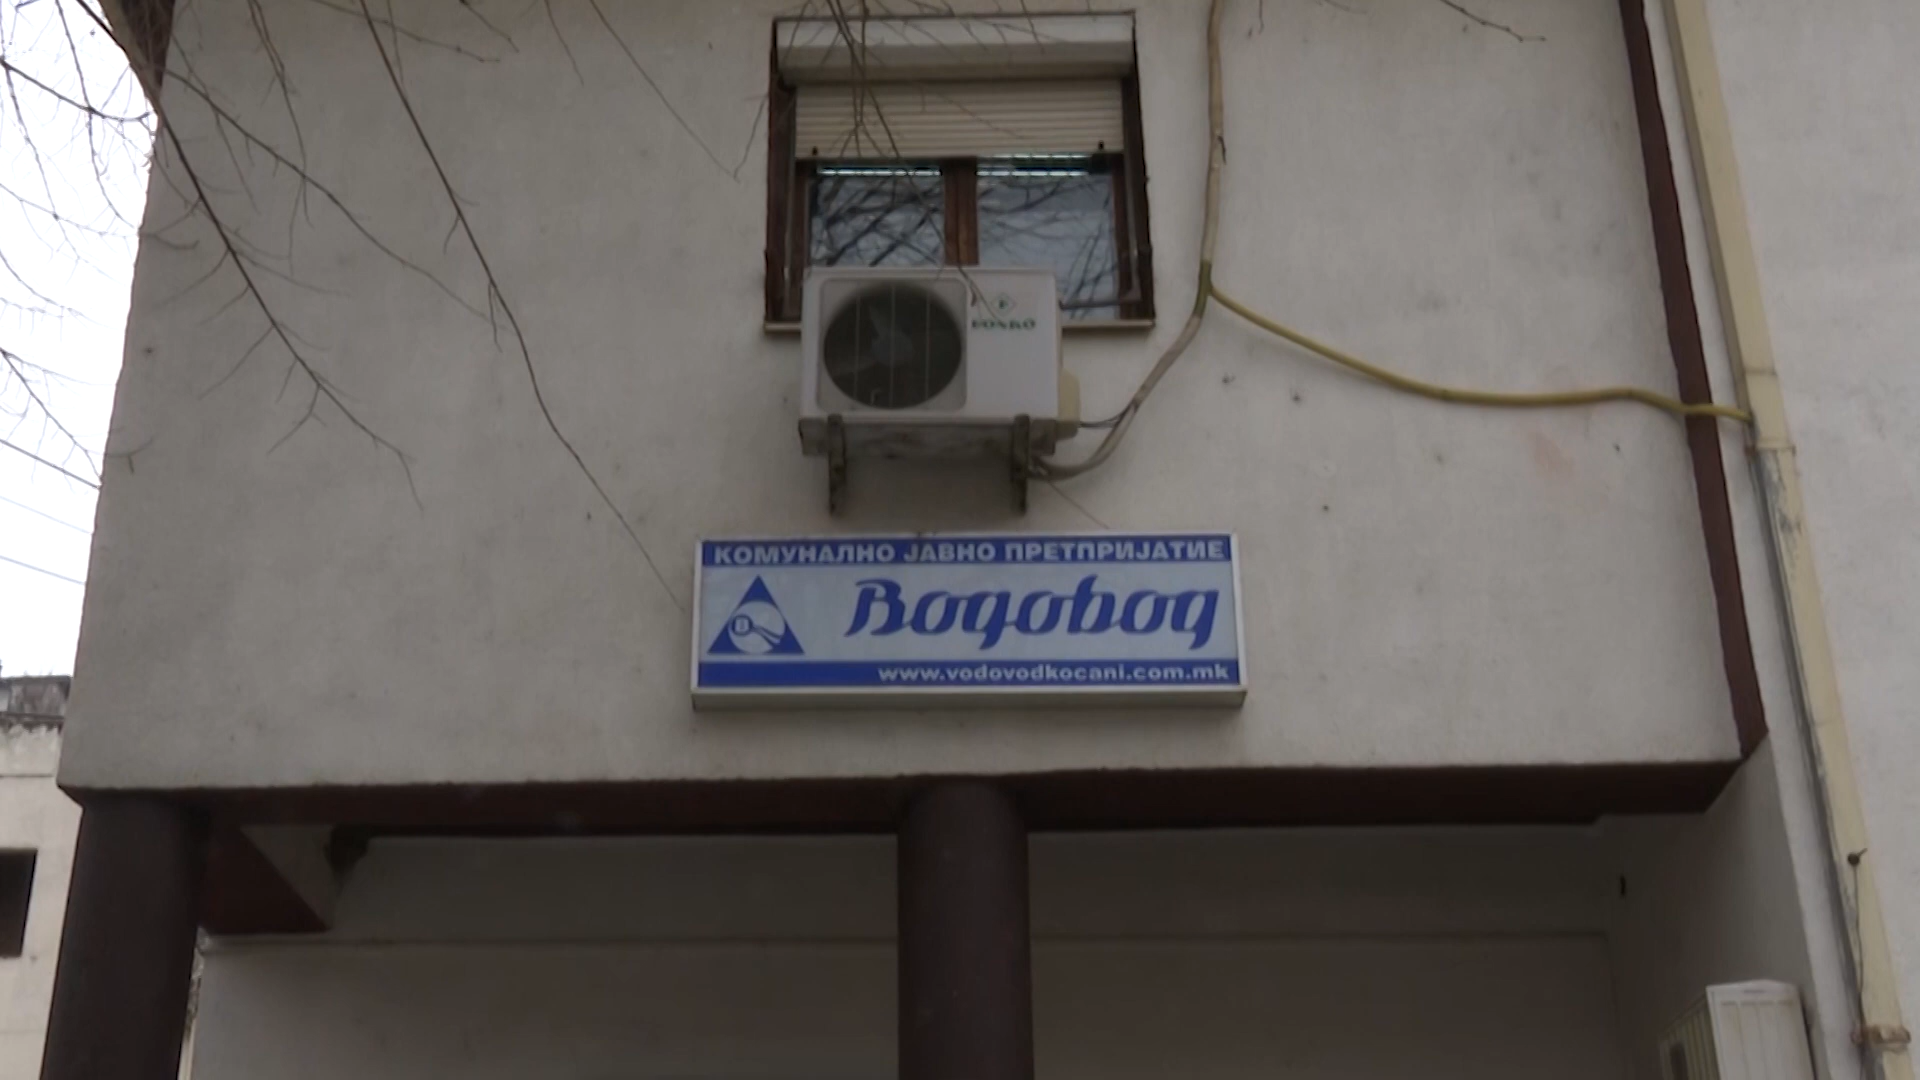 КОМУНАЛНО ЈАВНО ПРЕТПРИЈАТИЕ
Водовод
www.vodovodkocani.com.mk